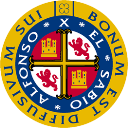 BONUM EST DIFFUSIVUM SUI
ALFONSO X EL SABIO